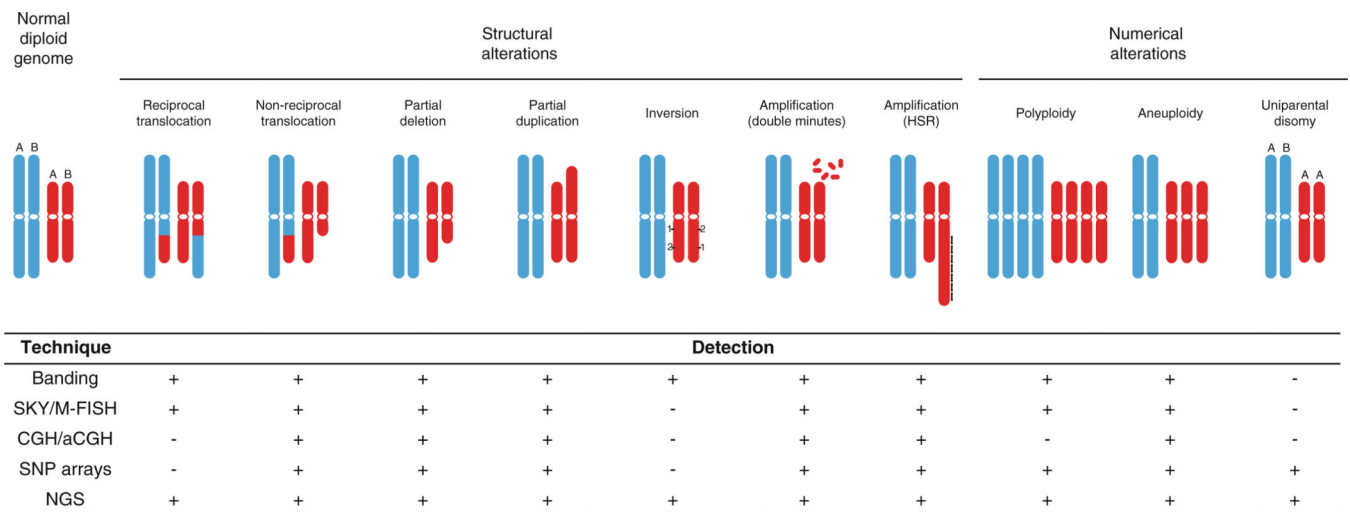 Normal
diploid
genome
Structural
alterations
Numerical
alterations
Reciprocal
translocation
Non-reciprocal
translocation
Partial
deletion
Partial
duplication
Inversion
Amplification
(double minutes)
Amplification
(HSR)
Polyploidy
Aneuploidy
Uniparental
disomy
A B
A B
1 2
2 1
A B
A A
Technique Detection
Banding + + + + + + + + + -
SKY/M-FISH + + + + - + + + + -
CGH/aCGH - + + + - + + - + -
SNP arrays - + + + - + + + + +
NGS + + + + + + + + + +